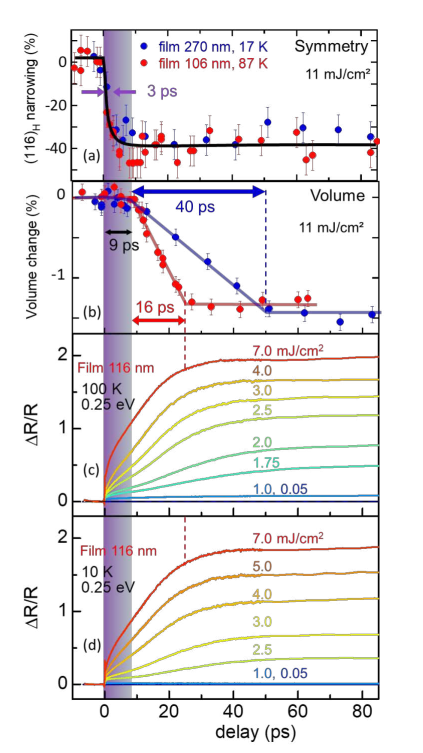 film 270 nm, 17 K
film 106 nm, 87 K
Symmetry
11 mJ/cm²
3 ps
(116)H narrowing (%)
0
-20
-40
(a)
Volume
11 mJ/cm²
40 ps
9 ps
16 ps
Volume change (%)
0
-1
(b)
7.0 mJ/cm²
Film 116 nm
100 K
0.25 eV
4.0
3.0
2.5
2.0
1.75
1.0, 0.05
ΔR/R
2
1
0
(c)
7.0 mJ/cm²
Film 116 nm
10 K
0.25 eV
5.0
4.0
3.0
2.5
1.0, 0.05
ΔR/R
2
1
0
(d)
0 20 40 60 80
delay (ps)